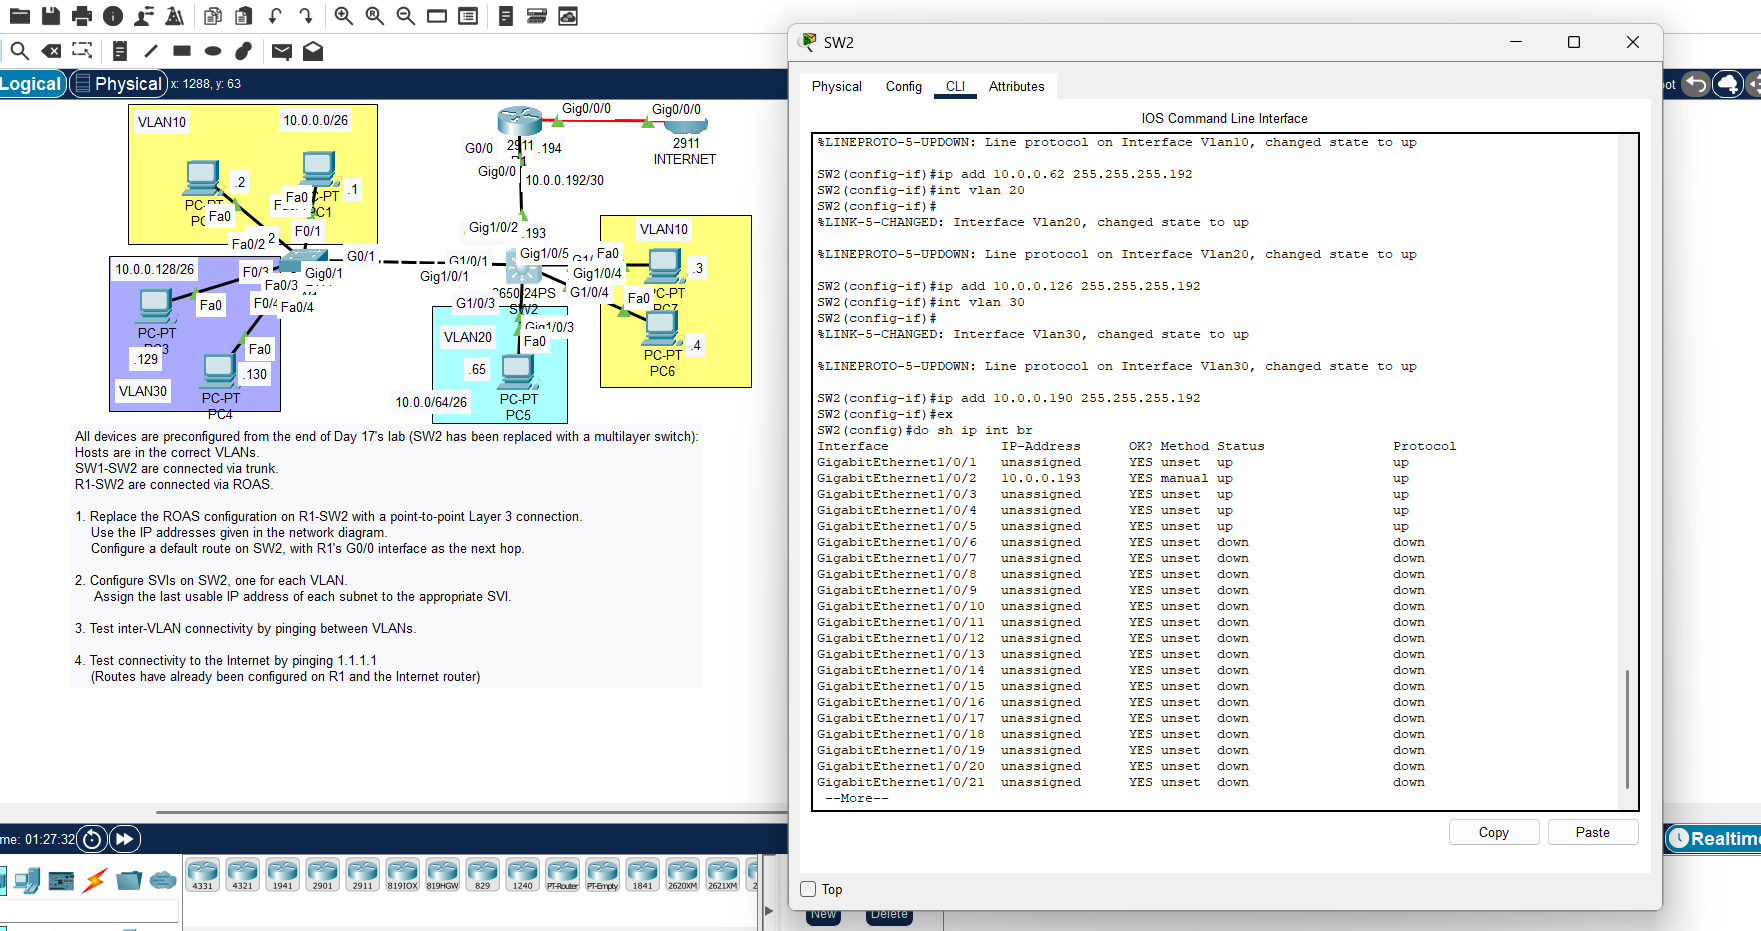 Logical
Physical
x: 1288, y: 63
VLAN10
10.0.0.0/26
.2
.1
PC-PT
Fa0
Fa0
PC1
F0/1
Fa0/2
2
10.0.0.128/26
F0/3
Fa0/3
Gig0/1
G0/1
Fa0
F0/4
Fa0/4
PC-PT
.129
Fa0
.130
VLAN30
PC-PT
PC4
Gig0/0/0
Gig0/0/0
G0/0
2911
.194
Gig0/0
2911
INTERNET
10.0.0.192/30
Gig1/0/2
.193
G1/0/1
Gig1/0/1
Gig1/0/5
Fa0
Gig1/0/4
G1/0/4
3650-24PS
SW2
G1/0/3
Gig1/0/3
Fa0
VLAN20
.65
10.0.0/64/26
PC-PT
PC5
VLAN10
.3
Fa0
.4
PC-PT
PC6
All devices are preconfigured from the end of Day 17's lab (SW2 has been replaced with a multilayer switch):
Hosts are in the correct VLANs.
SW1-SW2 are connected via trunk.
R1-SW2 are connected via ROAS.
1. Replace the ROAS configuration on R1-SW2 with a point-to-point Layer 3 connection.
Use the IP addresses given in the network diagram.
Configure a default route on SW2, with R1's G0/0 interface as the next hop.
2. Configure SVIs on SW2, one for each VLAN.
Assign the last usable IP address of each subnet to the appropriate SVI.
3. Test inter-VLAN connectivity by pinging between VLANs.
4. Test connectivity to the Internet by pinging 1.1.1.1
(Routes have already been configured on R1 and the Internet router)
me: 01:27:32
4331
4321
1941
2901
2911
819IOX
819HGW
829
1240
PT-Router
PT-Empty
1841
2620XM
2621XM
SW2
Physical
Config
CLI
Attributes
IOS Command Line Interface
%LINEPROTO-5-UPDOWN: Line protocol on Interface Vlan10, changed state to up
SW2(config-if)#ip add 10.0.0.62 255.255.255.192
SW2(config-if)#int vlan 20
SW2(config-if)#
%LINK-5-CHANGED: Interface Vlan20, changed state to up
%LINEPROTO-5-UPDOWN: Line protocol on Interface Vlan20, changed state to up
SW2(config-if)#ip add 10.0.0.126 255.255.255.192
SW2(config-if)#int vlan 30
SW2(config-if)#
%LINK-5-CHANGED: Interface Vlan30, changed state to up
%LINEPROTO-5-UPDOWN: Line protocol on Interface Vlan30, changed state to up
SW2(config-if)#ip add 10.0.0.190 255.255.255.192
SW2(config-if)#ex
SW2(config)#do sh ip int br
Interface IP-Address OK? Method Status Protocol
GigabitEthernet1/0/1 unassigned YES unset up up
GigabitEthernet1/0/2 10.0.0.193 YES manual up up
GigabitEthernet1/0/3 unassigned YES unset up up
GigabitEthernet1/0/4 unassigned YES unset up up
GigabitEthernet1/0/5 unassigned YES unset up up
GigabitEthernet1/0/6 unassigned YES unset down down
GigabitEthernet1/0/7 unassigned YES unset down down
GigabitEthernet1/0/8 unassigned YES unset down down
GigabitEthernet1/0/9 unassigned YES unset down down
GigabitEthernet1/0/10 unassigned YES unset down down
GigabitEthernet1/0/11 unassigned YES unset down down
GigabitEthernet1/0/12 unassigned YES unset down down
GigabitEthernet1/0/13 unassigned YES unset down down
GigabitEthernet1/0/14 unassigned YES unset down down
GigabitEthernet1/0/15 unassigned YES unset down down
GigabitEthernet1/0/16 unassigned YES unset down down
GigabitEthernet1/0/17 unassigned YES unset down down
GigabitEthernet1/0/18 unassigned YES unset down down
GigabitEthernet1/0/19 unassigned YES unset down down
GigabitEthernet1/0/20 unassigned YES unset down down
GigabitEthernet1/0/21 unassigned YES unset down down
--More--
Copy
Paste
Top
New
Delete
ot
Realtime